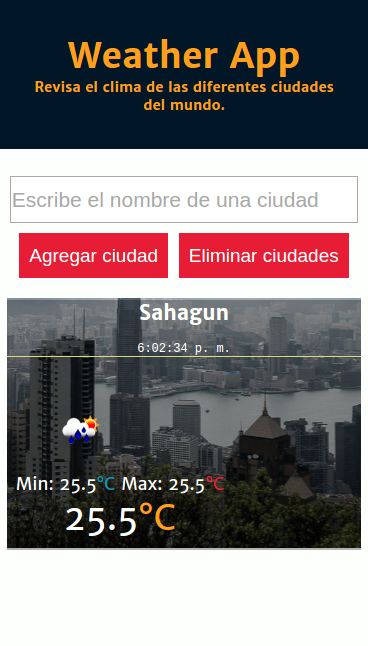 Weather App
Revisa el clima de las diferentes ciudades
del mundo.
Escribe el nombre de una ciudad
Agregar ciudad
Eliminar ciudades
Sahagun
6:02:34 p. m.
Min: 25.5°C Max: 25.5°C
25.5°C